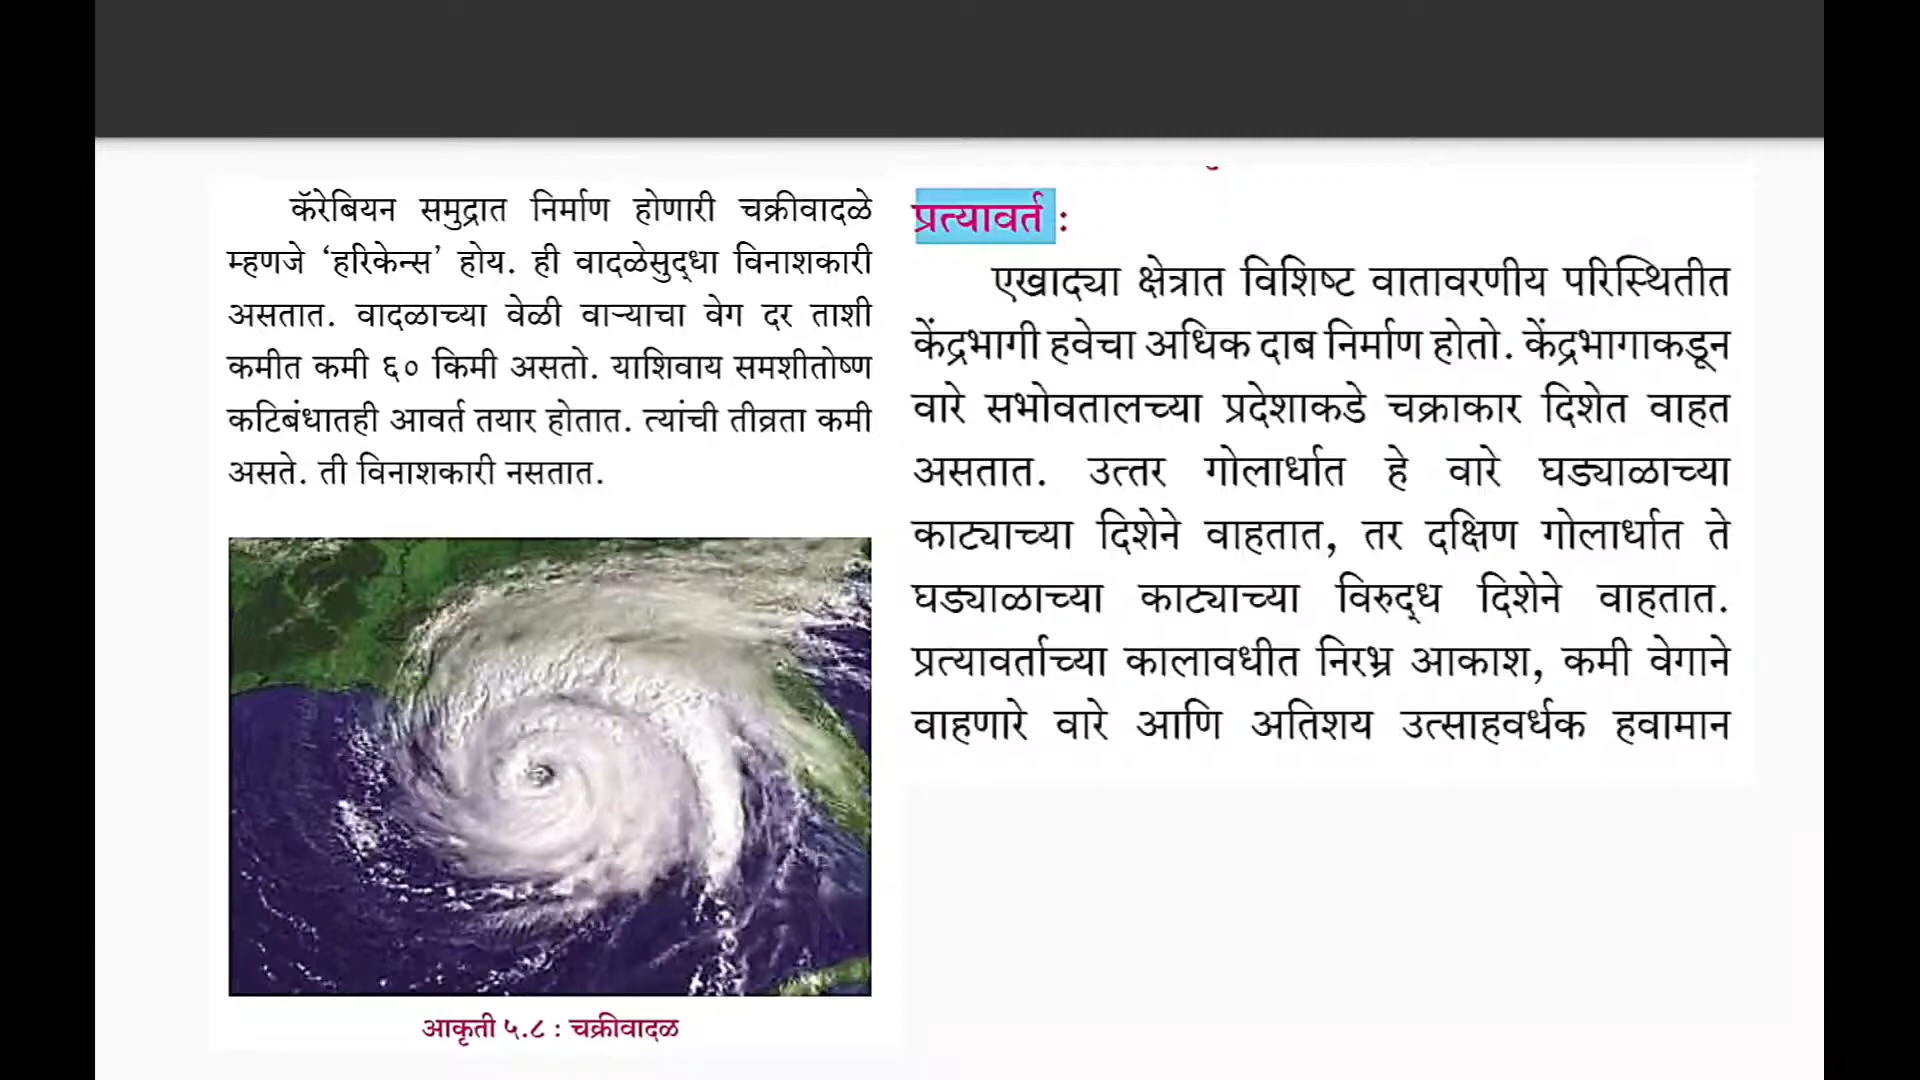 कॅरेबियन समुद्रात निर्माण होणारी चक्रीवादळे
म्हणजे ‘हरिकेन्स’ होय. ही वादळेसुद्धा विनाशकारी
असतात. वादळाच्या वेळी वाऱ्याचा वेग दर ताशी
कमीत कमी ६० किमी असतो. याशिवाय समशीतोष्ण
कटिबंधातही आवर्त तयार होतात. त्यांची तीव्रता कमी
असते. ती विनाशकारी नसतात.
आकृती ५.८ : चक्रीवादळ
प्रत्यावर्त :
एखाद्या क्षेत्रात विशिष्ट वातावरणीय परिस्थितीत
केंद्रभागी हवेचा अधिक दाब निर्माण होतो. केंद्रभागाकडून
वारे सभोवतालच्या प्रदेशाकडे चक्राकार दिशेत वाहत
असतात. उत्तर गोलार्धात हे वारे घड्याळाच्या
काट्याच्या दिशेने वाहतात, तर दक्षिण गोलार्धात ते
घड्याळाच्या काट्याच्या विरुद्ध दिशेने वाहतात.
प्रत्यावर्ताच्या कालावधीत निरभ्र आकाश, कमी वेगाने
वाहणारे वारे आणि अतिशय उत्साहवर्धक हवामान